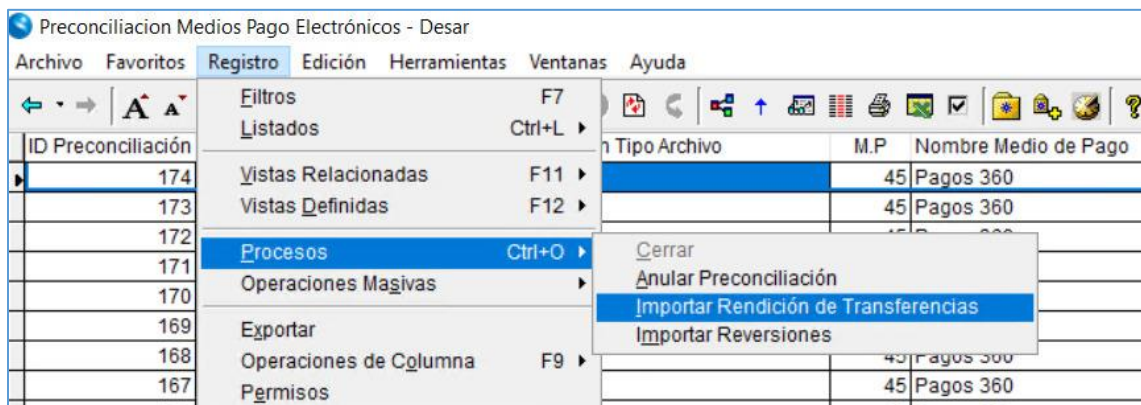 Preconciliacion Medios Pago Electrónicos - Desar
Archivo Favoritos Registro Edición Herramientas Ventanas Ayuda
A A
ID Preconciliación n Tipo Archivo M.P Nombre Medio de Pago
174 45 Pagos 360
173 45 Pagos 360
172
171
170
169
168 45 Pagos 360
167 45 Pagos 360
Filtros F7
Listados Ctrl+L
Vistas Relacionadas F11
Vistas Definidas F12
Procesos Ctrl+O
Operaciones Masivas
Exportar
Operaciones de Columna F9
Permisos
Cerrar
Anular Preconciliación
Importar Rendición de Transferencias
Importar Reversiones